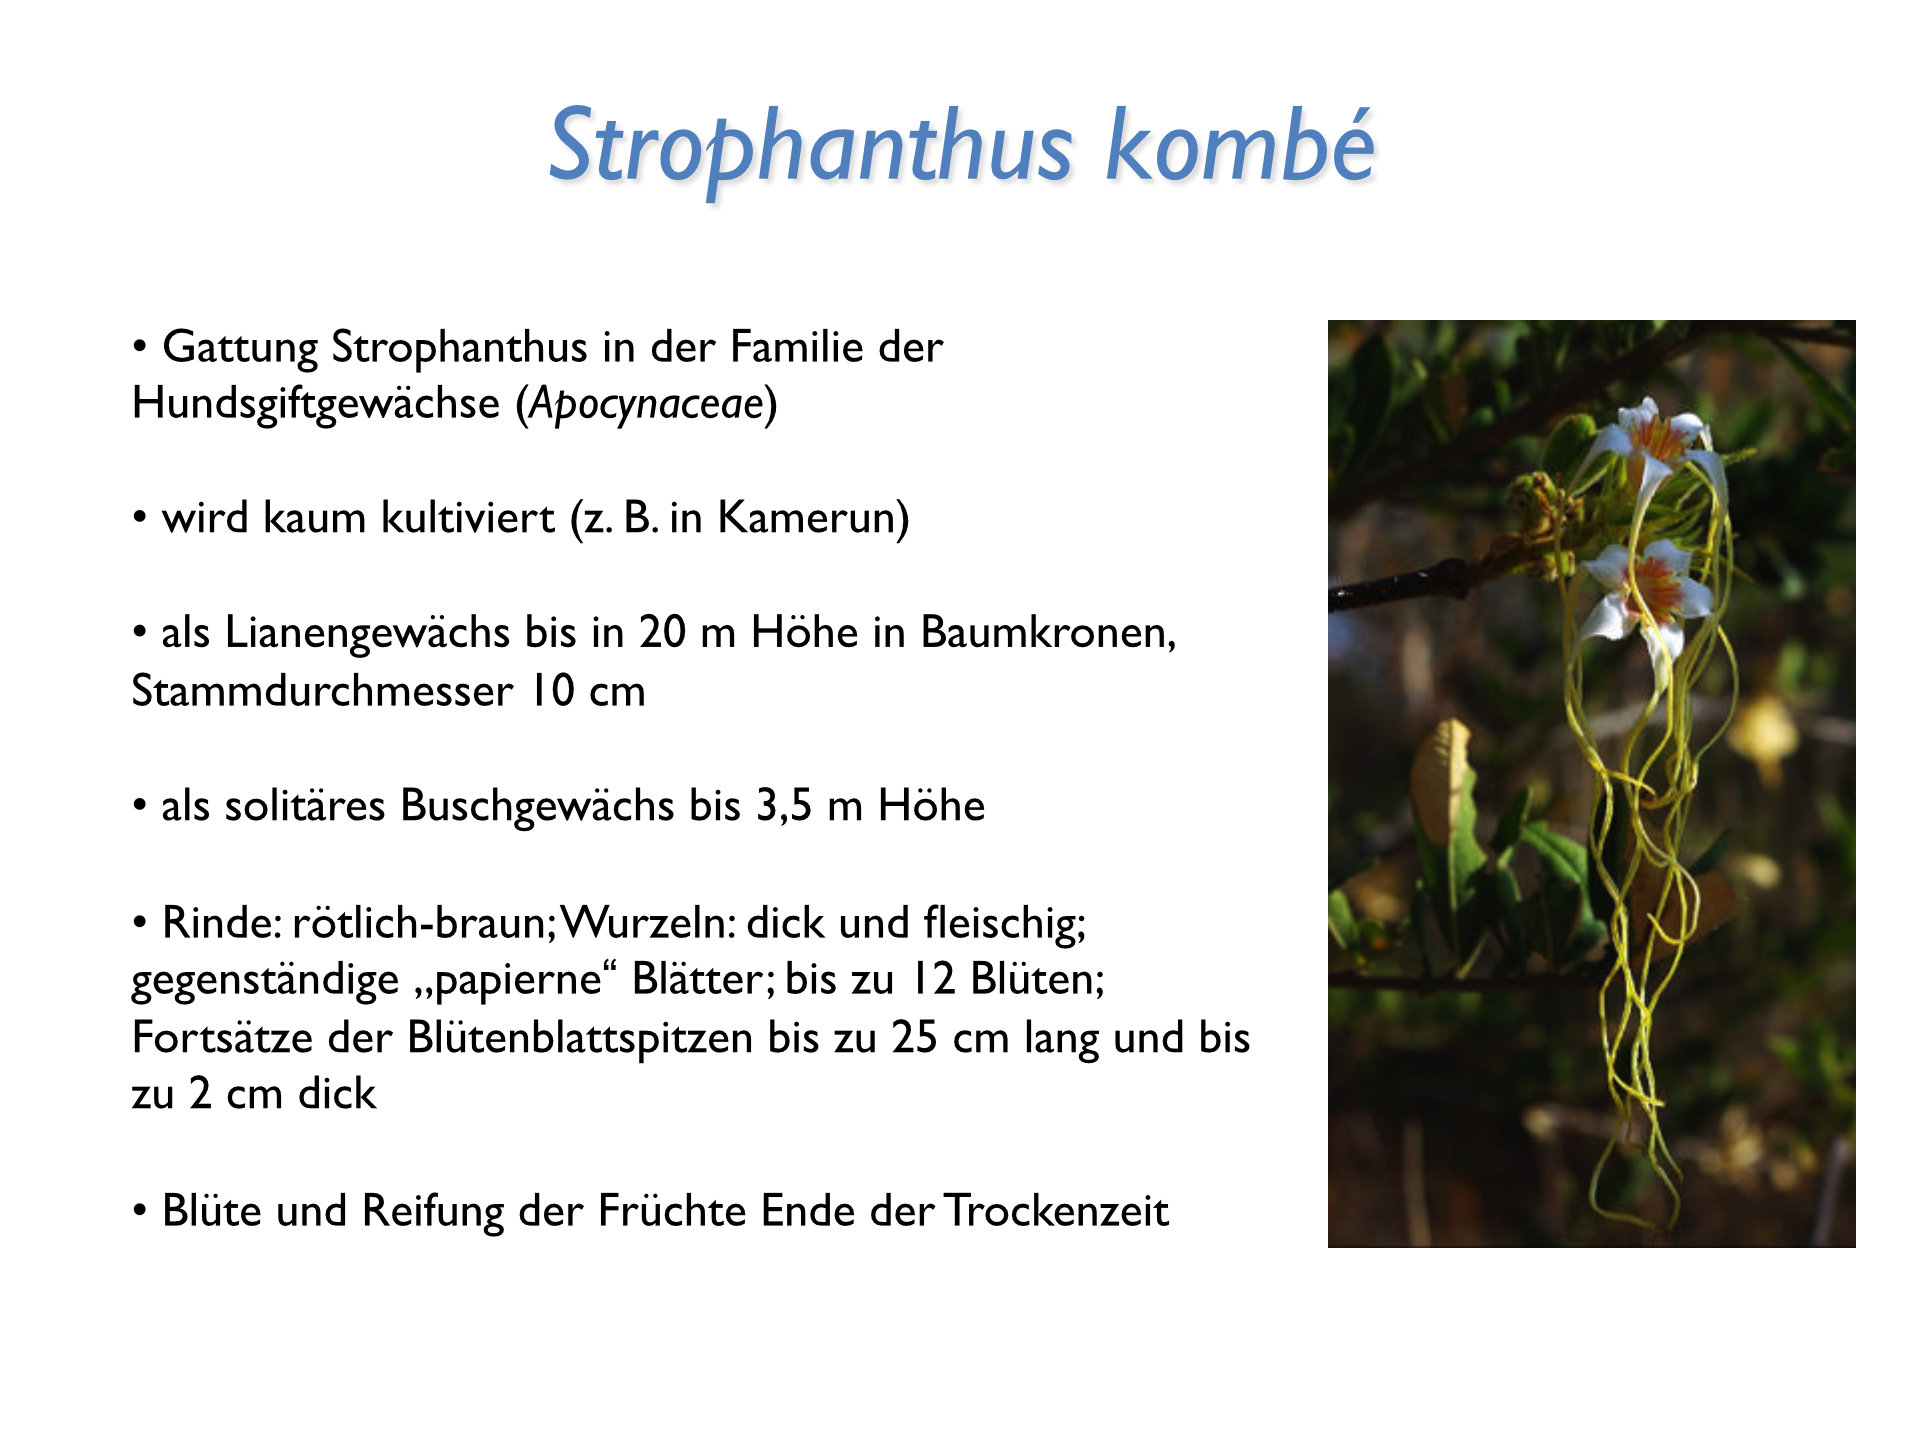 Strophanthus kombé
• Gattung Strophanthus in der Familie der
Hundsgiftgewächse (Apocynaceae)
• wird kaum kultiviert (z. B. in Kamerun)
• als Lianengewächs bis in 20 m Höhe in Baumkronen,
Stammdurchmesser 10 cm
• als solitäres Buschgewächs bis 3,5 m Höhe
• Rinde: rötlich-braun; Wurzeln: dick und fleischig;
gegenständige „papierne“ Blätter; bis zu 12 Blüten;
Fortsätze der Blütenblattspitzen bis zu 25 cm lang und bis
zu 2 cm dick
• Blüte und Reifung der Früchte Ende der Trockenzeit